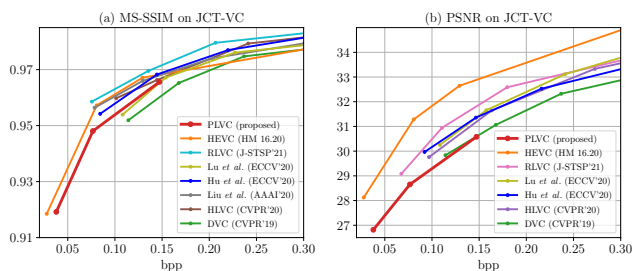 (a) MS-SSIM on JCT-VC
0.97
0.95
0.93
0.91
PLVC (proposed)
HEVC (HM 16.20)
RLVC (J-STSP'21)
Lu et al. (ECCV'20)
Hu et al. (ECCV'20)
Liu et al. (AAAI'20)
HLVC (CVPR'20)
DVC (CVPR'19)
0.05 0.10 0.15 0.20 0.25 0.30
bpp
(b) PSNR on JCT-VC
34
33
32
31
30
29
28
27
PLVC (proposed)
HEVC (HM 16.20)
RLVC (J-STSP'21)
Lu et al. (ECCV'20)
Hu et al. (ECCV'20)
HLVC (CVPR'20)
DVC (CVPR'19)
0.05 0.10 0.15 0.20 0.25 0.30
bpp